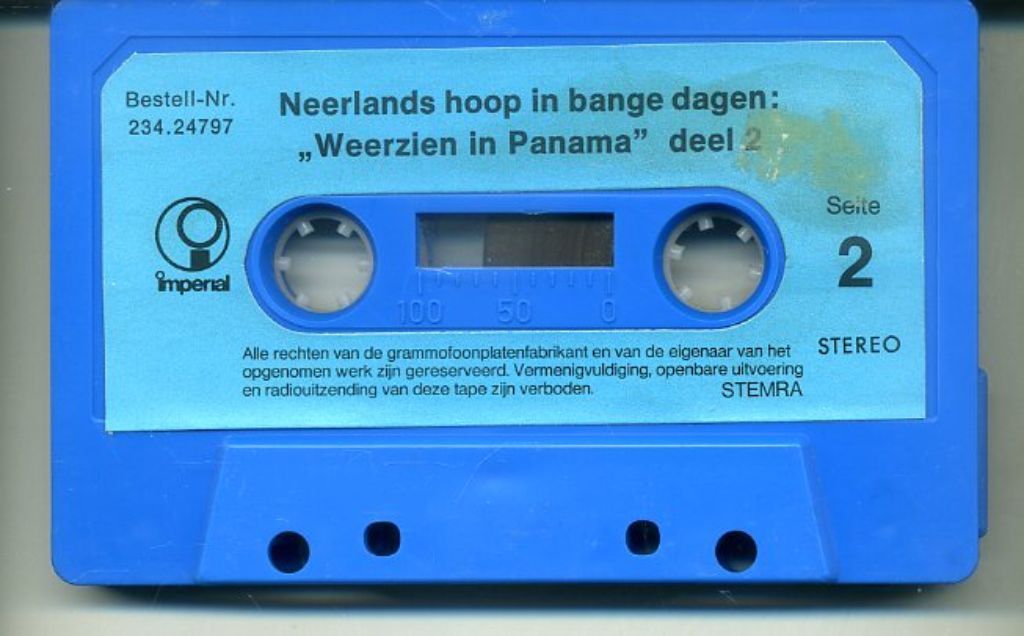 Bestell-Nr.
234.24797
Neerlands hoop in bange dagen:
„Weerzien in Panama” deel 2
imperial
Seite
2
100 50 0
STEREO
Alle rechten van de grammofoonplatenfabrikant en van de eigenaar van het
opgenomen werk zijn gereserveerd. Vermenigvuldiging, openbare uitvoering
en radiouitzending van deze tape zijn verboden. STEMRA